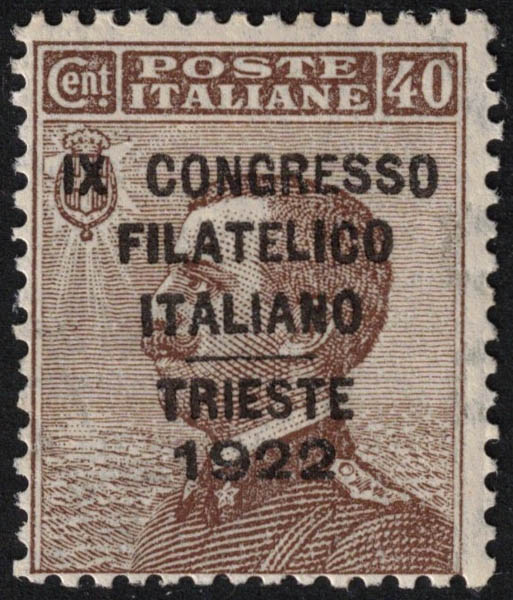 Cent. POSTE ITALIANE 40
IX CONGRESSO
FILATELICO
ITALIANO
TRIESTE
1922